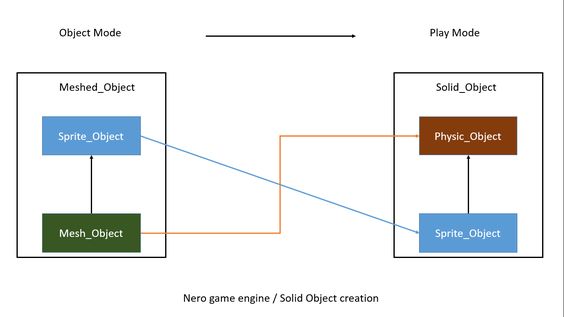 Object Mode
Play Mode
Meshed_Object
Solid_Object
Sprite_Object
Physic_Object
Mesh_Object
Sprite_Object
Nero game engine / Solid Object creation